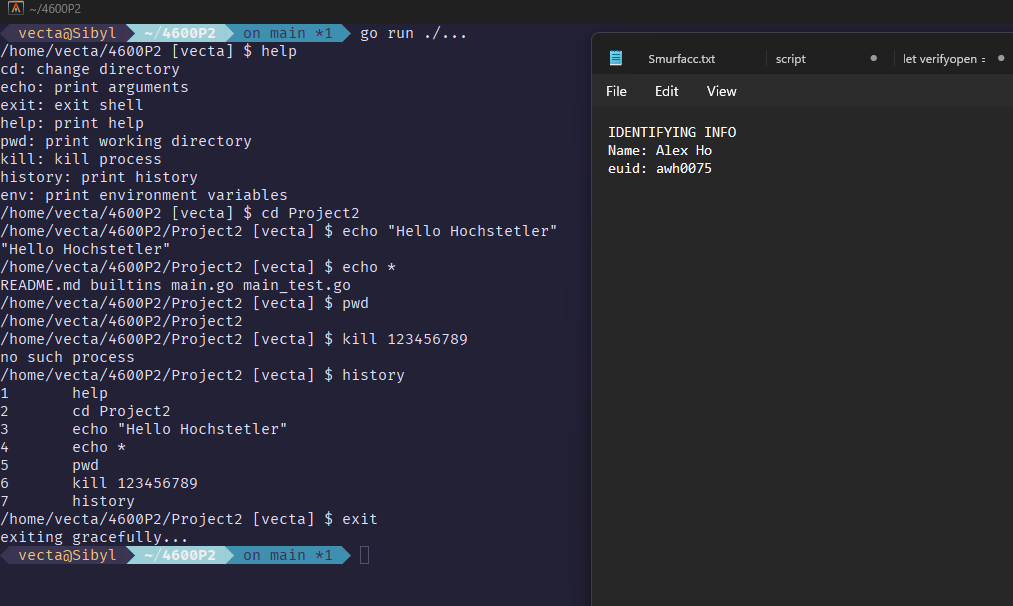 ~/4600P2
vecta@Sibyl ~/4600P2 on main *1 go run ./...
/home/vecta/4600P2 [vecta] $ help
cd: change directory
echo: print arguments
exit: exit shell
help: print help
pwd: print working directory
kill: kill process
history: print history
env: print environment variables
/home/vecta/4600P2 [vecta] $ cd Project2
/home/vecta/4600P2/Project2 [vecta] $ echo "Hello Hochstetler"
"Hello Hochstetler"
/home/vecta/4600P2/Project2 [vecta] $ echo *
README.md builtins main.go main_test.go
/home/vecta/4600P2/Project2 [vecta] $ pwd
/home/vecta/4600P2/Project2
/home/vecta/4600P2/Project2 [vecta] $ kill 123456789
no such process
/home/vecta/4600P2/Project2 [vecta] $ history
1 help
2 cd Project2
3 echo "Hello Hochstetler"
4 echo *
5 pwd
6 kill 123456789
7 history
/home/vecta/4600P2/Project2 [vecta] $ exit
exiting gracefully...
vecta@Sibyl ~/4600P2 on main *1
Smurfacc.txt script let verifyopen =
File Edit View
IDENTIFYING INFO
Name: Alex Ho
euid: awh0075